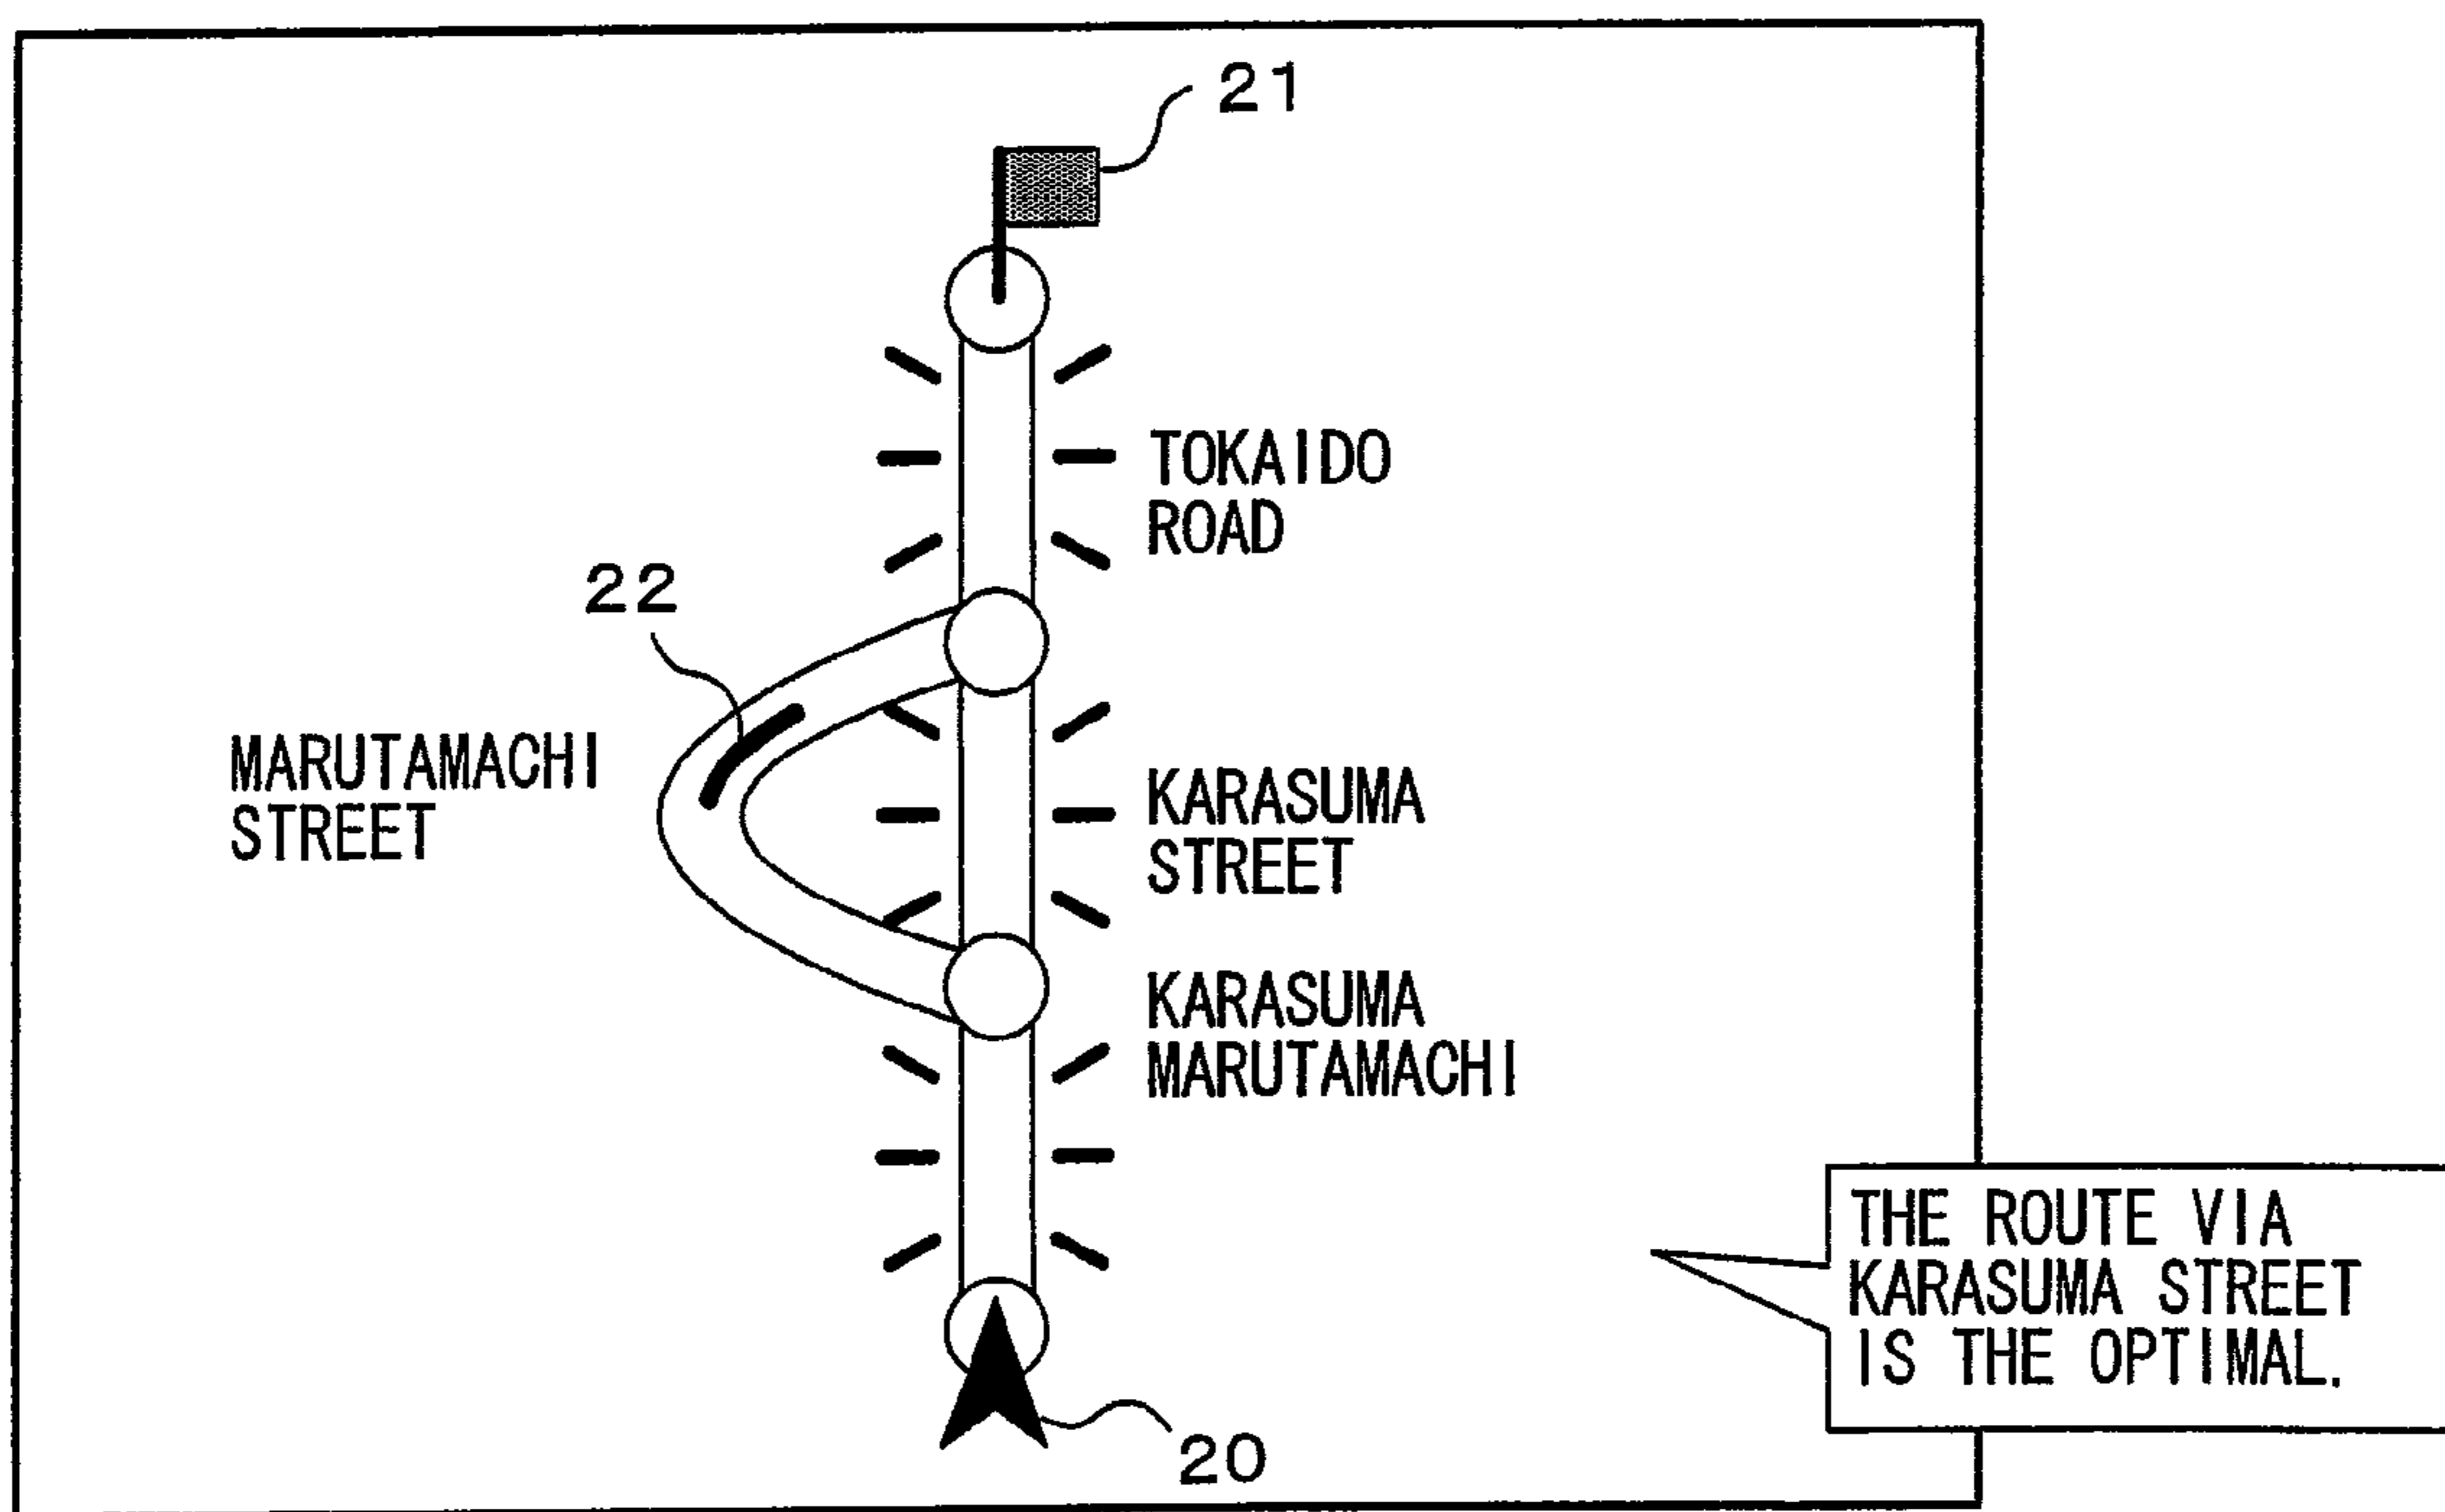 21
TOKAIDO
ROAD
22
MARUTAMACHI
STREET
KARASUMA
STREET
KARASUMA
MARUTAMACHI
THE ROUTE VIA
KARASUMA STREET
IS THE OPTIMAL.
20